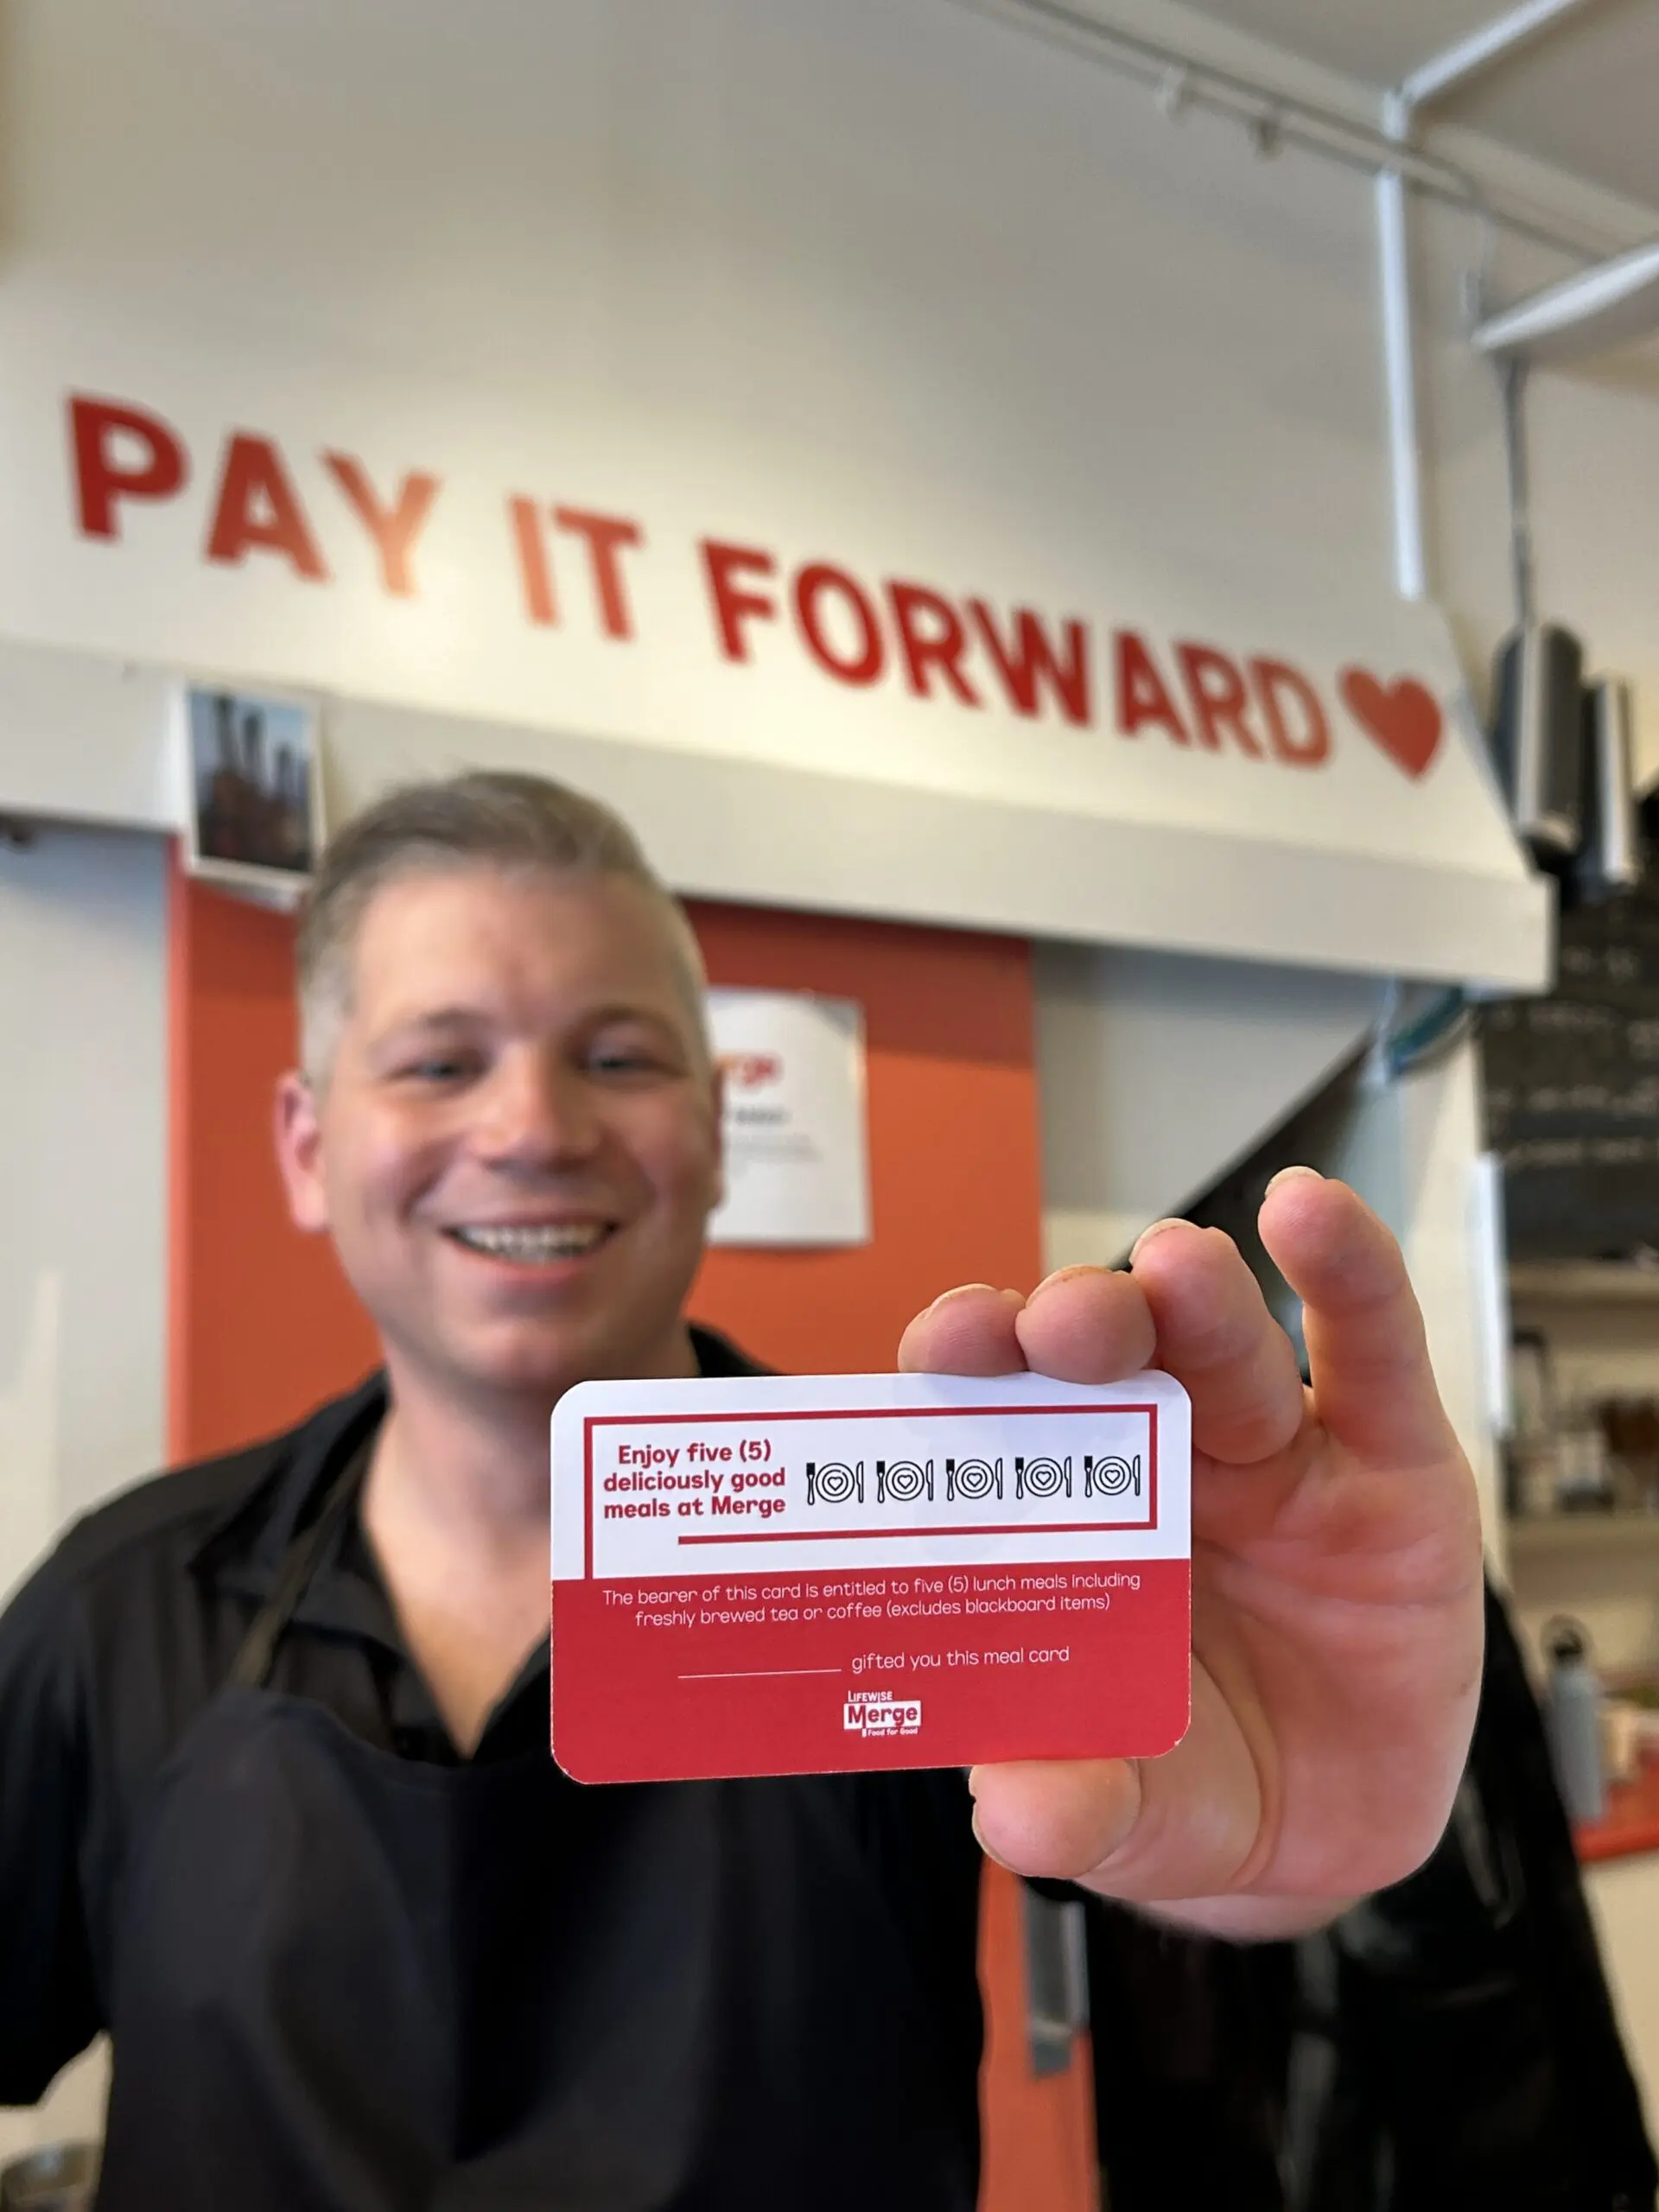 PAY IT FORWARD
Enjoy five (5)
deliciously good
meals at Merge
The bearer of this card is entitled to five (5) lunch meals including
freshly brewed tea or coffee (excludes blackboard items)
gifted you this meal card
LIFEWISE
Merge
Food for Good